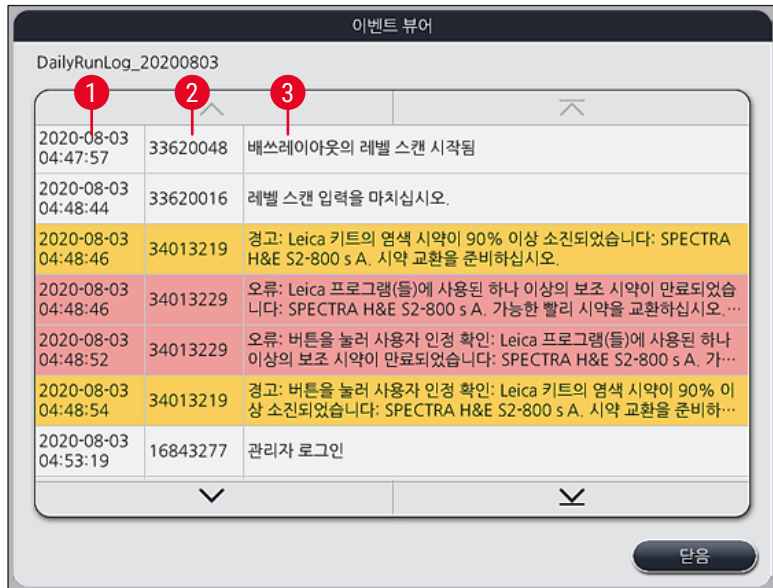 이벤트 뷰어
DailyRunLog_20200803
1 2 3
2020-08-03
04:47:57
33620048
배쓰레이아웃의 레벨 스캔 시작됨
2020-08-03
04:48:44
33620016
레벨 스캔 입력을 마치십시오.
2020-08-03
04:48:46
34013219
경고: Leica 키트의 염색 시약이 90% 이상 소진되었습니다: SPECTRA
H&E S2-800 s A. 시약 교환을 준비하십시오.
2020-08-03
04:48:46
34013229
오류: Leica 프로그램(들)에 사용된 하나 이상의 보조 시약이 만료되었습
니다: SPECTRA H&E S2-800 s A. 가능한 빨리 시약을 교환하십시오.…
2020-08-03
04:48:52
34013229
오류: 버튼을 눌러 사용자 인정 확인: Leica 프로그램(들)에 사용된 하나
이상의 보조 시약이 만료되었습니다: SPECTRA H&E S2-800 s A. 가…
2020-08-03
04:48:54
34013219
경고: 버튼을 눌러 사용자 인정 확인: Leica 키트의 염색 시약이 90% 이
상 소진되었습니다: SPECTRA H&E S2-800 s A. 시약 교환을 준비하…
2020-08-03
04:53:19
16843277
관리자 로그인
닫음